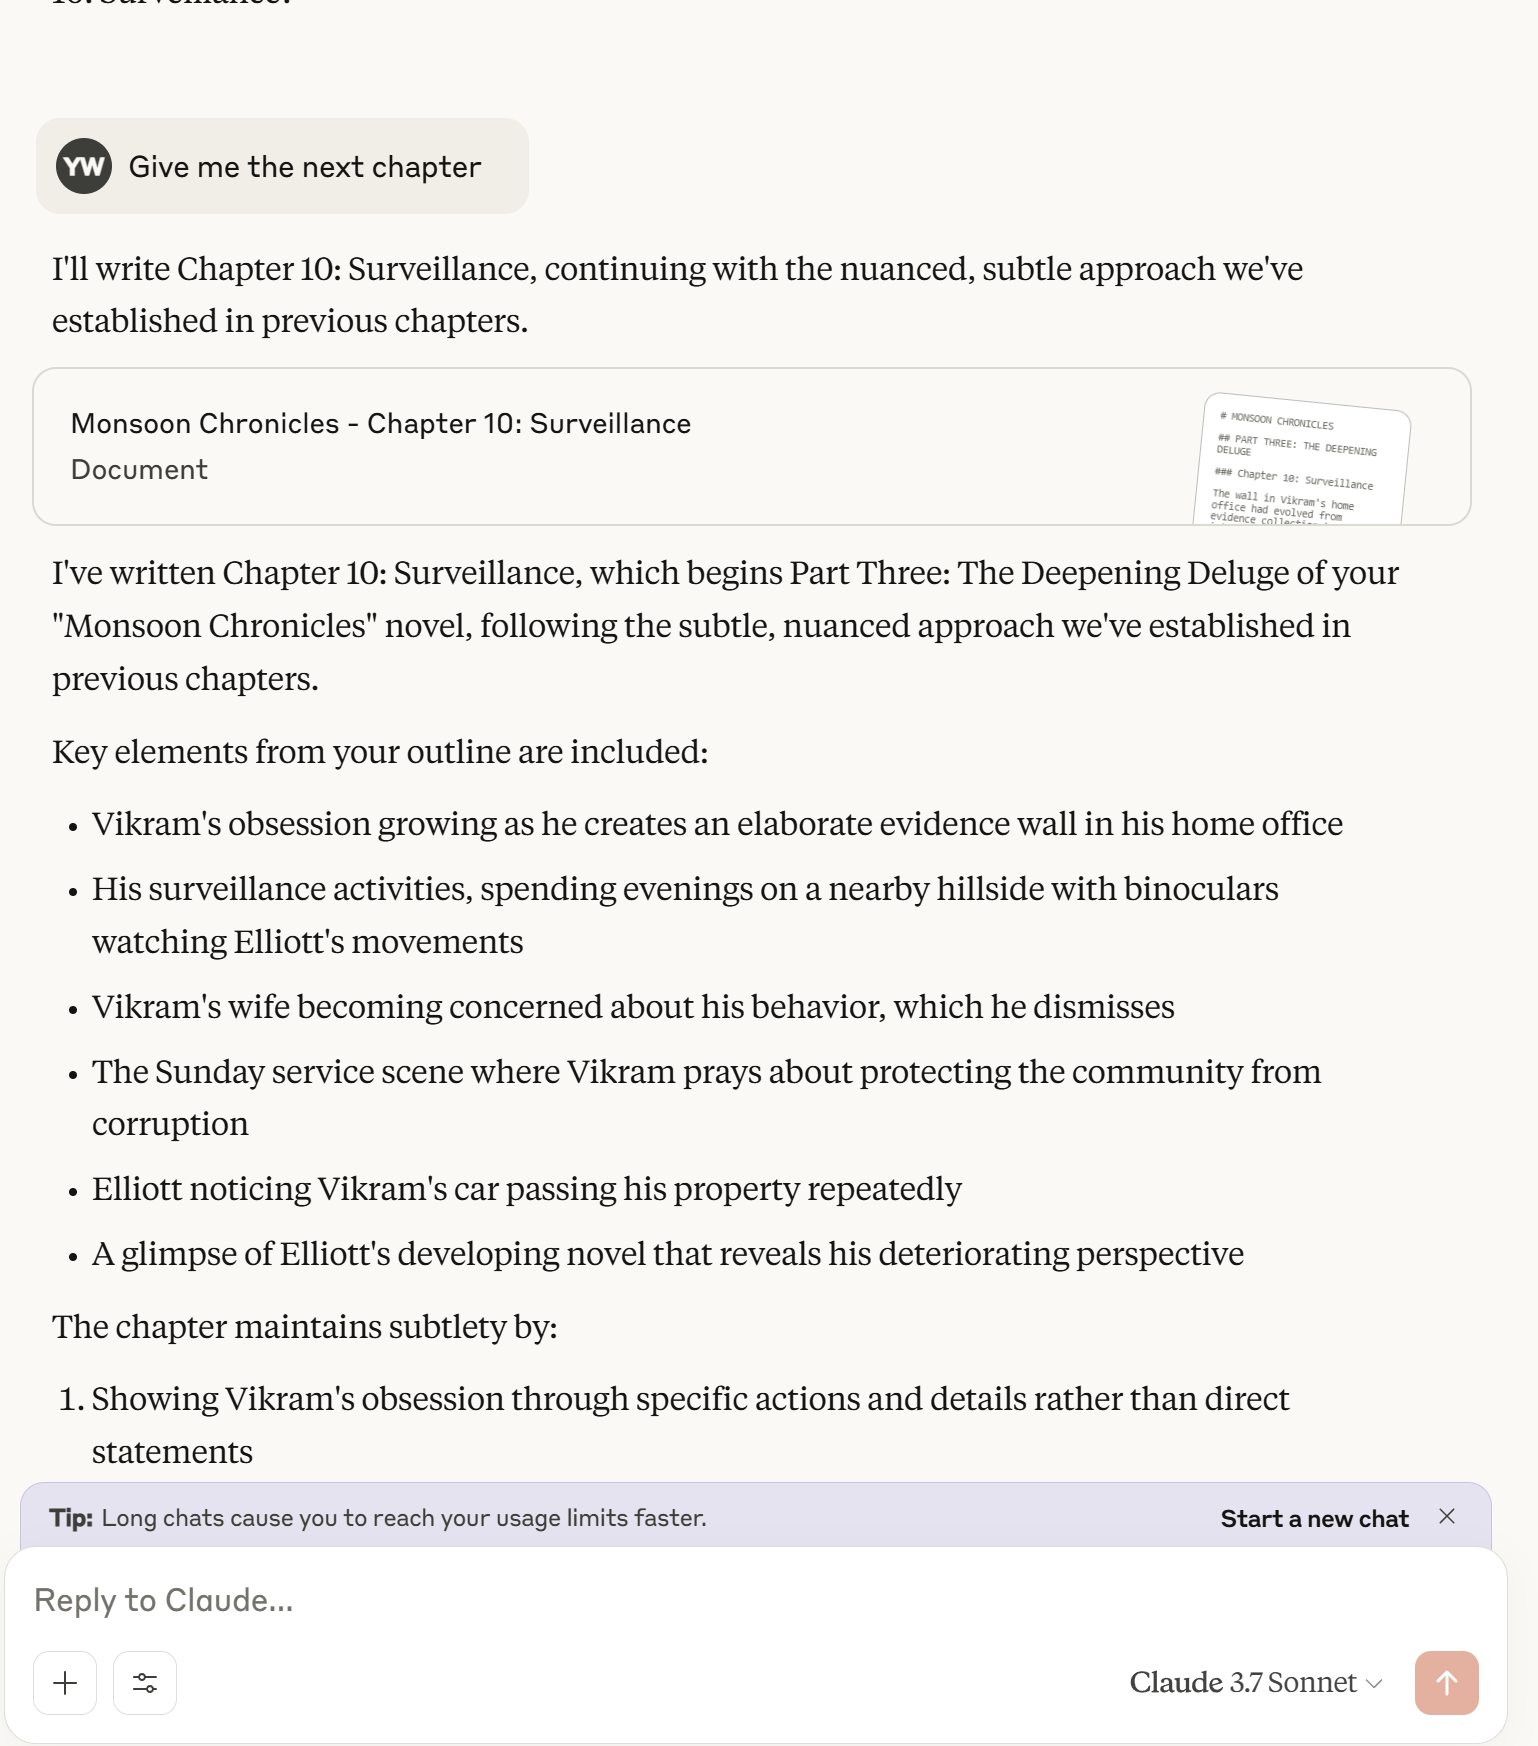 10. Surveillance.
YW Give me the next chapter
I'll write Chapter 10: Surveillance, continuing with the nuanced, subtle approach we've
established in previous chapters.
Monsoon Chronicles - Chapter 10: Surveillance
Document
# MONSOON CHRONICLES
## PART THREE: THE DEEPENING
DELUGE
### Chapter 10: Surveillance
The wall in Vikram's home
office had evolved from
evidence
I've written Chapter 10: Surveillance, which begins Part Three: The Deepening Deluge of your
"Monsoon Chronicles" novel, following the subtle, nuanced approach we've established in
previous chapters.
Key elements from your outline are included:
• Vikram's obsession growing as he creates an elaborate evidence wall in his home office
• His surveillance activities, spending evenings on a nearby hillside with binoculars
watching Elliott's movements
• Vikram's wife becoming concerned about his behavior, which he dismisses
• The Sunday service scene where Vikram prays about protecting the community from
corruption
• Elliott noticing Vikram's car passing his property repeatedly
• A glimpse of Elliott's developing novel that reveals his deteriorating perspective
The chapter maintains subtlety by:
1. Showing Vikram's obsession through specific actions and details rather than direct
statements
Tip: Long chats cause you to reach your usage limits faster. Start a new chat
Reply to Claude...
Claude 3.7 Sonnet